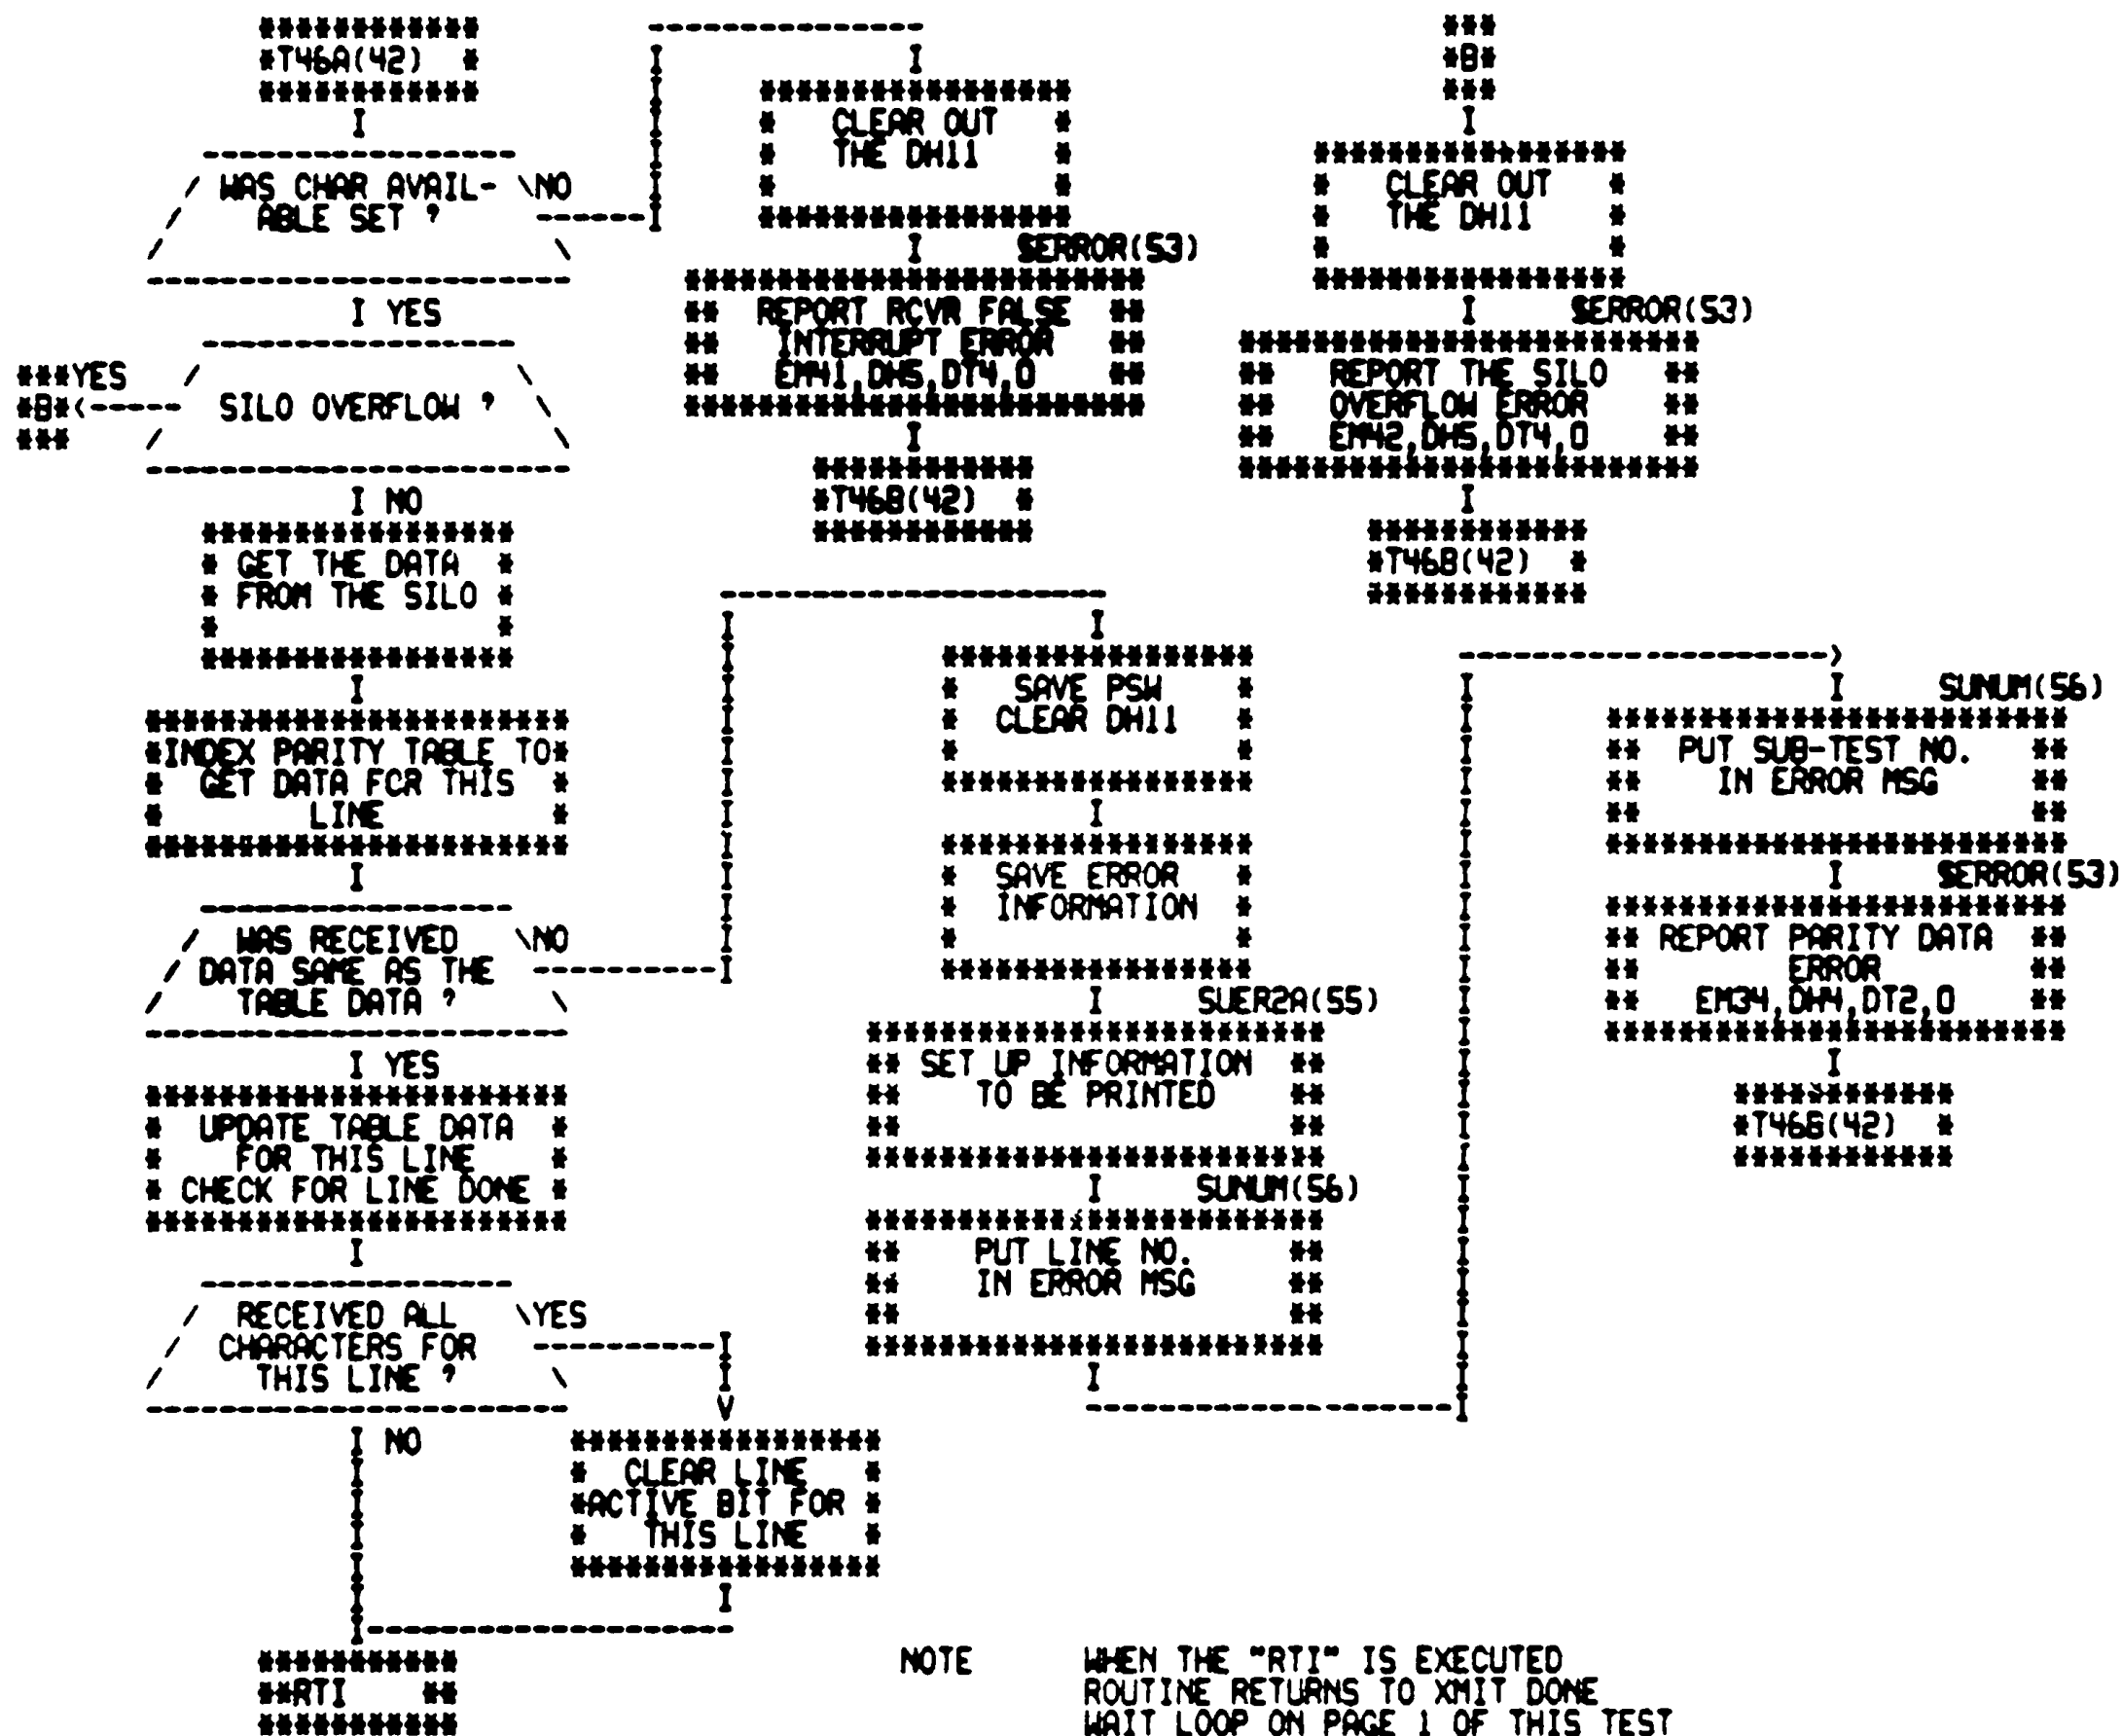 T46A(42)
WAS CHAR AVAIL-
ABLE SET ?
NO
YES
SILO OVERFLOW ?
YES
B
NO
GET THE DATA
FROM THE SILO
INDEX PARITY TABLE TO
GET DATA FOR THIS
LINE
WAS RECEIVED
DATA SAME AS THE
TABLE DATA ?
NO
YES
UPDATE TABLE DATA
FOR THIS LINE
CHECK FOR LINE DONE
RECEIVED ALL
CHARACTERS FOR
THIS LINE ?
YES
NO
CLEAR LINE
ACTIVE BIT FOR
THIS LINE
RTI
CLEAR OUT
THE DH11
$ERROR(53)
REPORT RCVR FALSE
INTERRUPT ERROR
EM41,DH5,DT4,0
T46B(42)
SAVE PSW
CLEAR DH11
SAVE ERROR
INFORMATION
SUER2A(55)
SET UP INFORMATION
TO BE PRINTED
SUNUM(56)
PUT LINE NO.
IN ERROR MSG
B
CLEAR OUT
THE DH11
$ERROR(53)
REPORT THE SILO
OVERFLOW ERROR
EM42,DH5,DT4,0
T46B(42)
SUNUM(56)
PUT SUB-TEST NO.
IN ERROR MSG
$ERROR(53)
REPORT PARITY DATA
ERROR
EM34,DH4,DT2,0
T46B(42)
NOTE WHEN THE "RTI" IS EXECUTED
ROUTINE RETURNS TO XMIT DONE
WAIT LOOP ON PAGE 1 OF THIS TEST